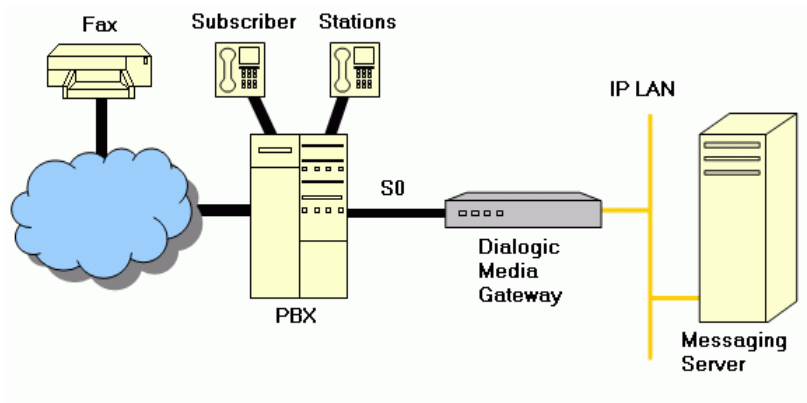 Fax
Subscriber Stations
IP LAN
S0
Dialogic
Media
Gateway
PBX
Messaging
Server